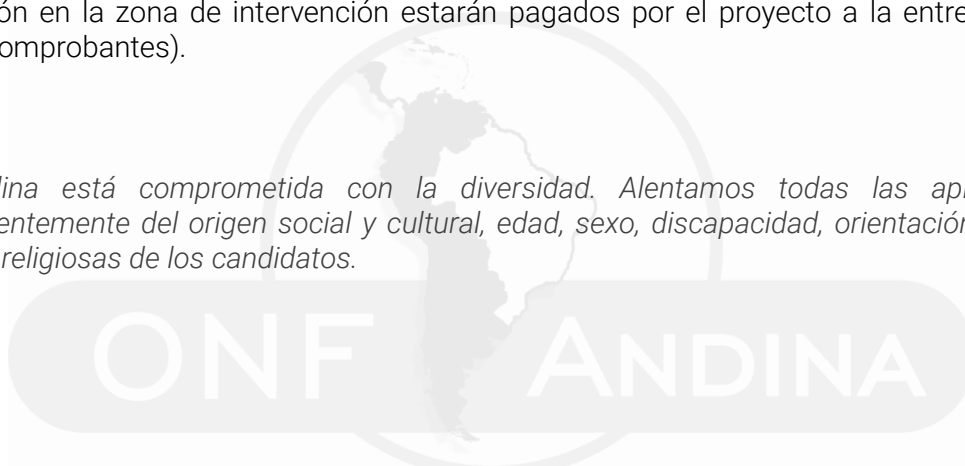 ón en la zona de intervención estarán pagados por el proyecto a la entre
omprobantes).
lina está comprometida con la diversidad. Alentamos todas las apl
entemente del origen social y cultural, edad, sexo, discapacidad, orientación
religiosas de los candidatos.
ONF ANDINA